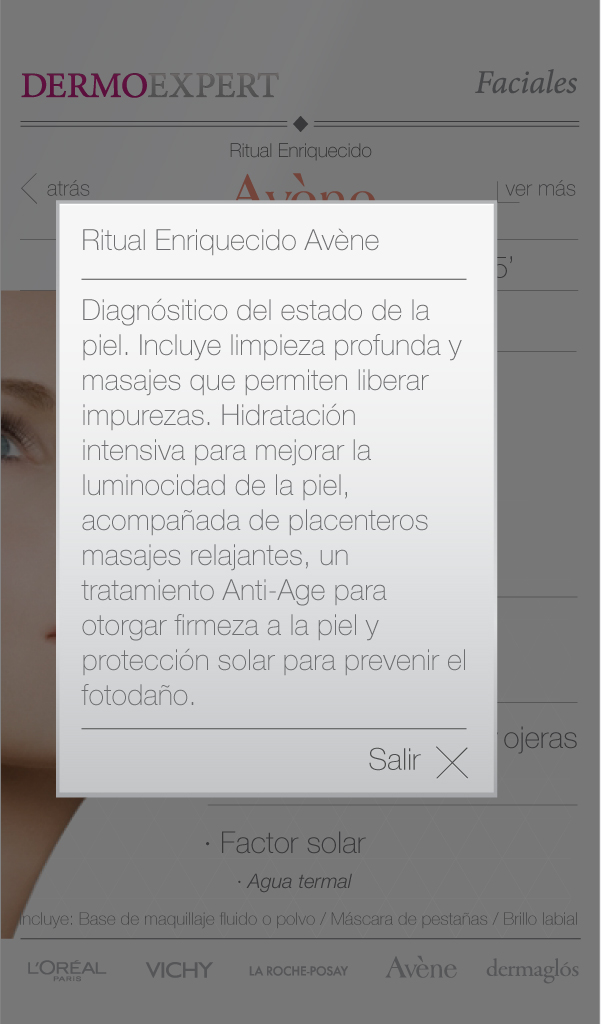 DERMOEXPERT
Faciales
Ritual Enriquecido
atrás
Avène
ver más
5'
Ritual Enriquecido Avène
Diagnósitico del estado de la
piel. Incluye limpieza profunda y
masajes que permiten liberar
impurezas. Hidratación
intensiva para mejorar la
luminocidad de la piel,
acompañada de placenteros
masajes relajantes, un
tratamiento Anti-Age para
otorgar firmeza a la piel y
protección solar para prevenir el
fotodaño.
Salir
ojeras
· Factor solar
· Agua termal
Incluye: Base de maquillaje fluido o polvo / Máscara de pestañas / Brillo labial
L'ORÉAL
PARIS
VICHY
LA ROCHE-POSAY
Avène
dermaglós